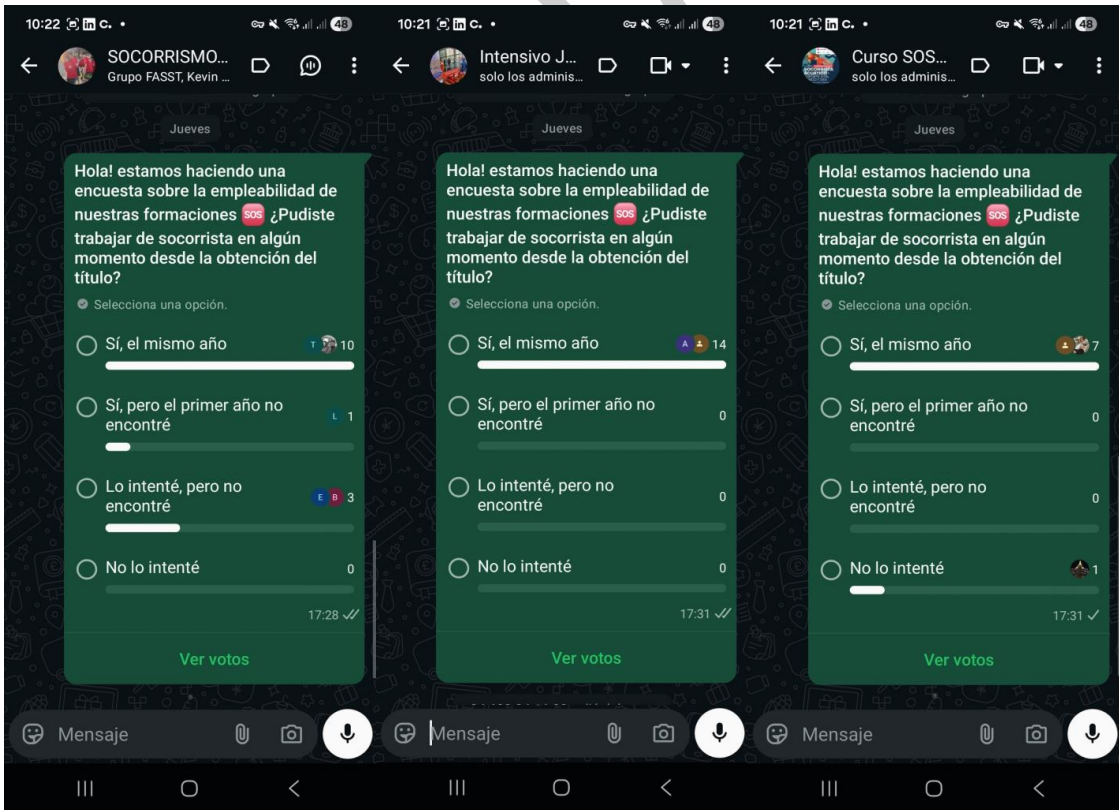 10:22 in C. •
48
SOCORRISMO...
Grupo FASST, Kevin ...
Jueves
Hola! estamos haciendo una
encuesta sobre la empleabilidad de
nuestras formaciones SOS ¿Pudiste
trabajar de socorrista en algún
momento desde la obtención del
título?
Selecciona una opción.
Sí, el mismo año
T 10
Sí, pero el primer año no
encontré
L 1
Lo intenté, pero no
encontré
E B 3
No lo intenté
0
17:28
Ver votos
Mensaje
10:21 in C. •
48
Intensivo J...
solo los adminis...
Jueves
Hola! estamos haciendo una
encuesta sobre la empleabilidad de
nuestras formaciones SOS ¿Pudiste
trabajar de socorrista en algún
momento desde la obtención del
título?
Selecciona una opción.
Sí, el mismo año
A 14
Sí, pero el primer año no
encontré
0
Lo intenté, pero no
encontré
0
No lo intenté
0
17:31
Ver votos
Mensaje
10:21 in C. •
48
Curso SOS...
solo los adminis...
Jueves
Hola! estamos haciendo una
encuesta sobre la empleabilidad de
nuestras formaciones SOS ¿Pudiste
trabajar de socorrista en algún
momento desde la obtención del
título?
Selecciona una opción.
Sí, el mismo año
7
Sí, pero el primer año no
encontré
0
Lo intenté, pero no
encontré
0
No lo intenté
1
17:31
Ver votos
Mensaje